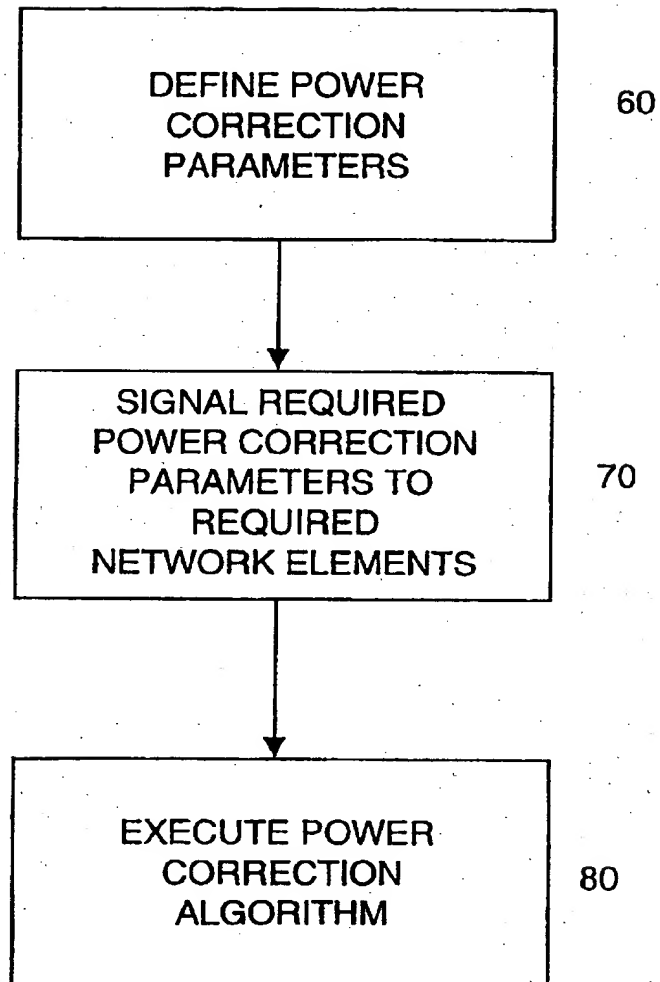 DEFINE POWER
CORRECTION
PARAMETERS
60
SIGNAL REQUIRED
POWER CORRECTION
PARAMETERS TO
REQUIRED
NETWORK ELEMENTS
70
EXECUTE POWER
CORRECTION
ALGORITHM
80